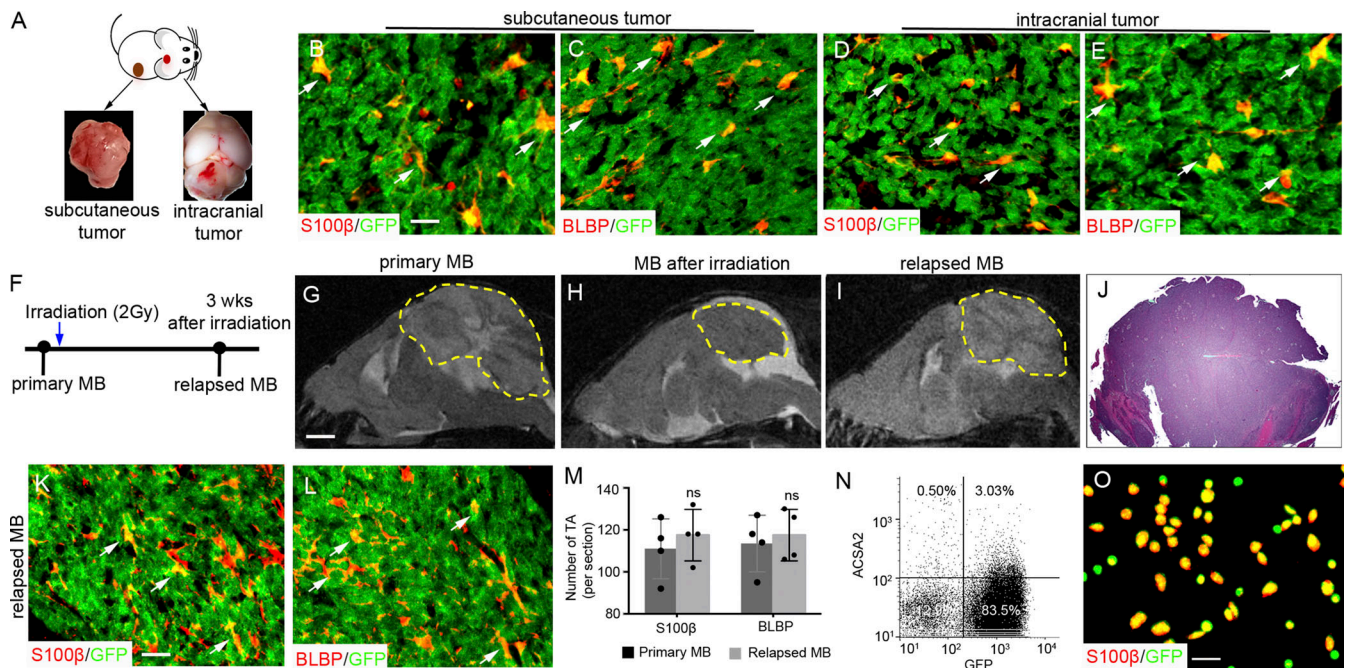 A
subcutaneous
tumor
intracranial
tumor
subcutaneous tumor
intracranial tumor
B
S100β/GFP
C
BLBP/GFP
D
S100β/GFP
E
BLBP/GFP
F
Irradiation (2Gy)
3 wks
after irradiation
primary MB
relapsed MB
primary MB
MB after irradiation
relapsed MB
G
H
I
J
relapsed MB
K
S100β/GFP
L
BLBP/GFP
M
Number of TA
(per section)
140
120
100
80
60
ns
ns
S100β
BLBP
Primary MB
Relapsed MB
N
ACSA2
10³
10²
10¹
0.50%
3.03%
83.5%
10¹
10²
10³
10⁴
GFP
O
S100β/GFP